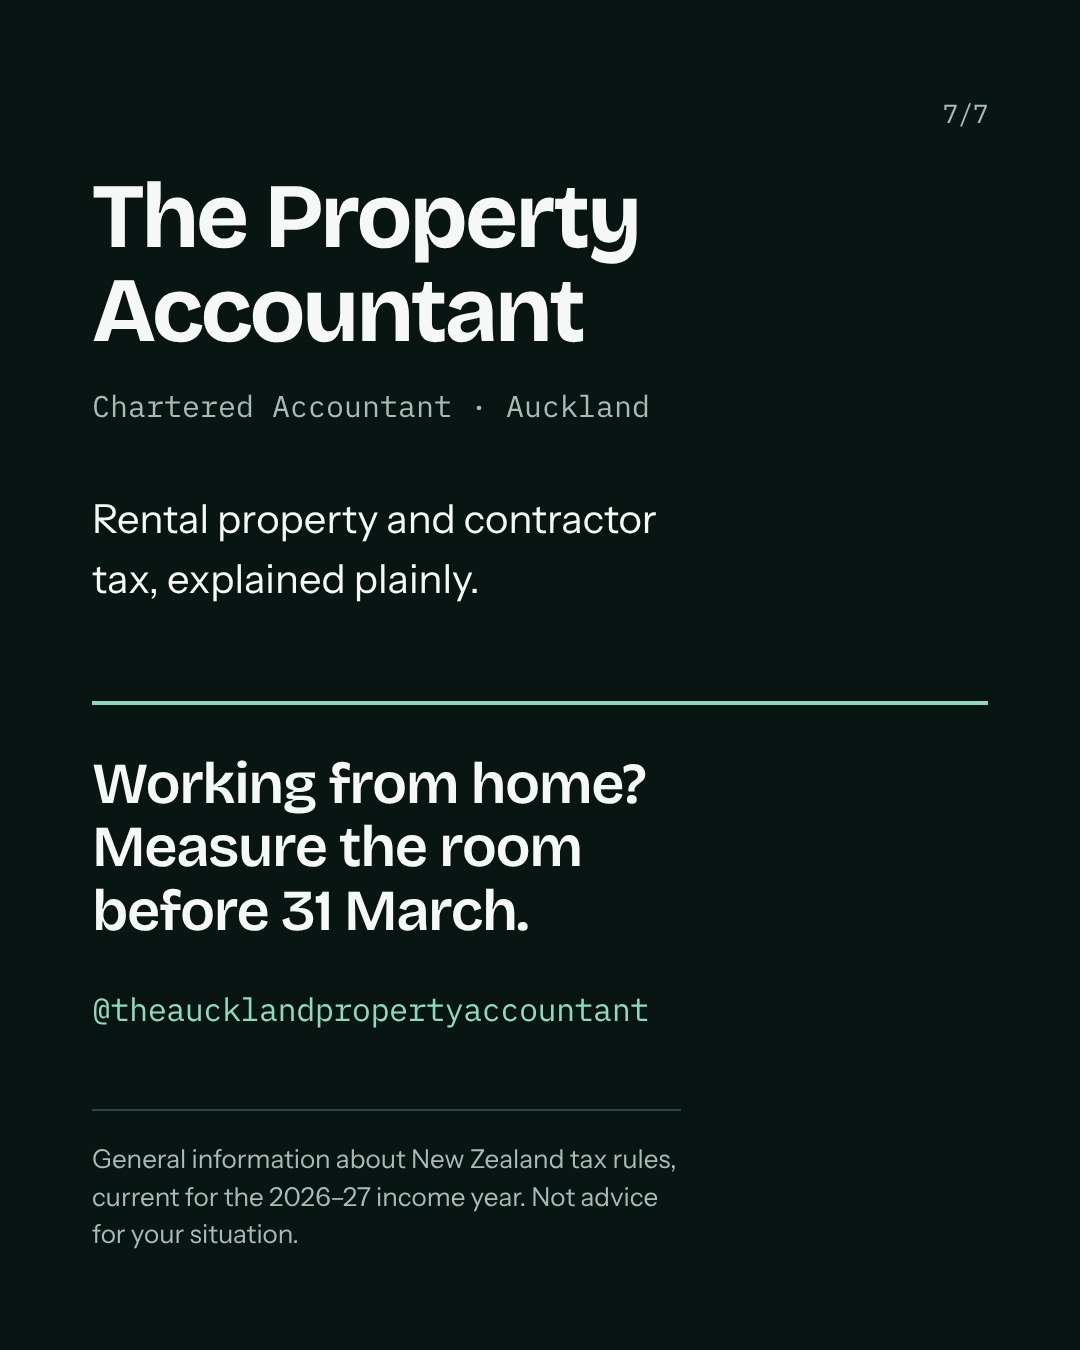 7/7
The Property
Accountant
Chartered Accountant · Auckland
Rental property and contractor
tax, explained plainly.
Working from home?
Measure the room
before 31 March.
@theaucklandpropertyaccountant
General information about New Zealand tax rules,
current for the 2026–27 income year. Not advice
for your situation.